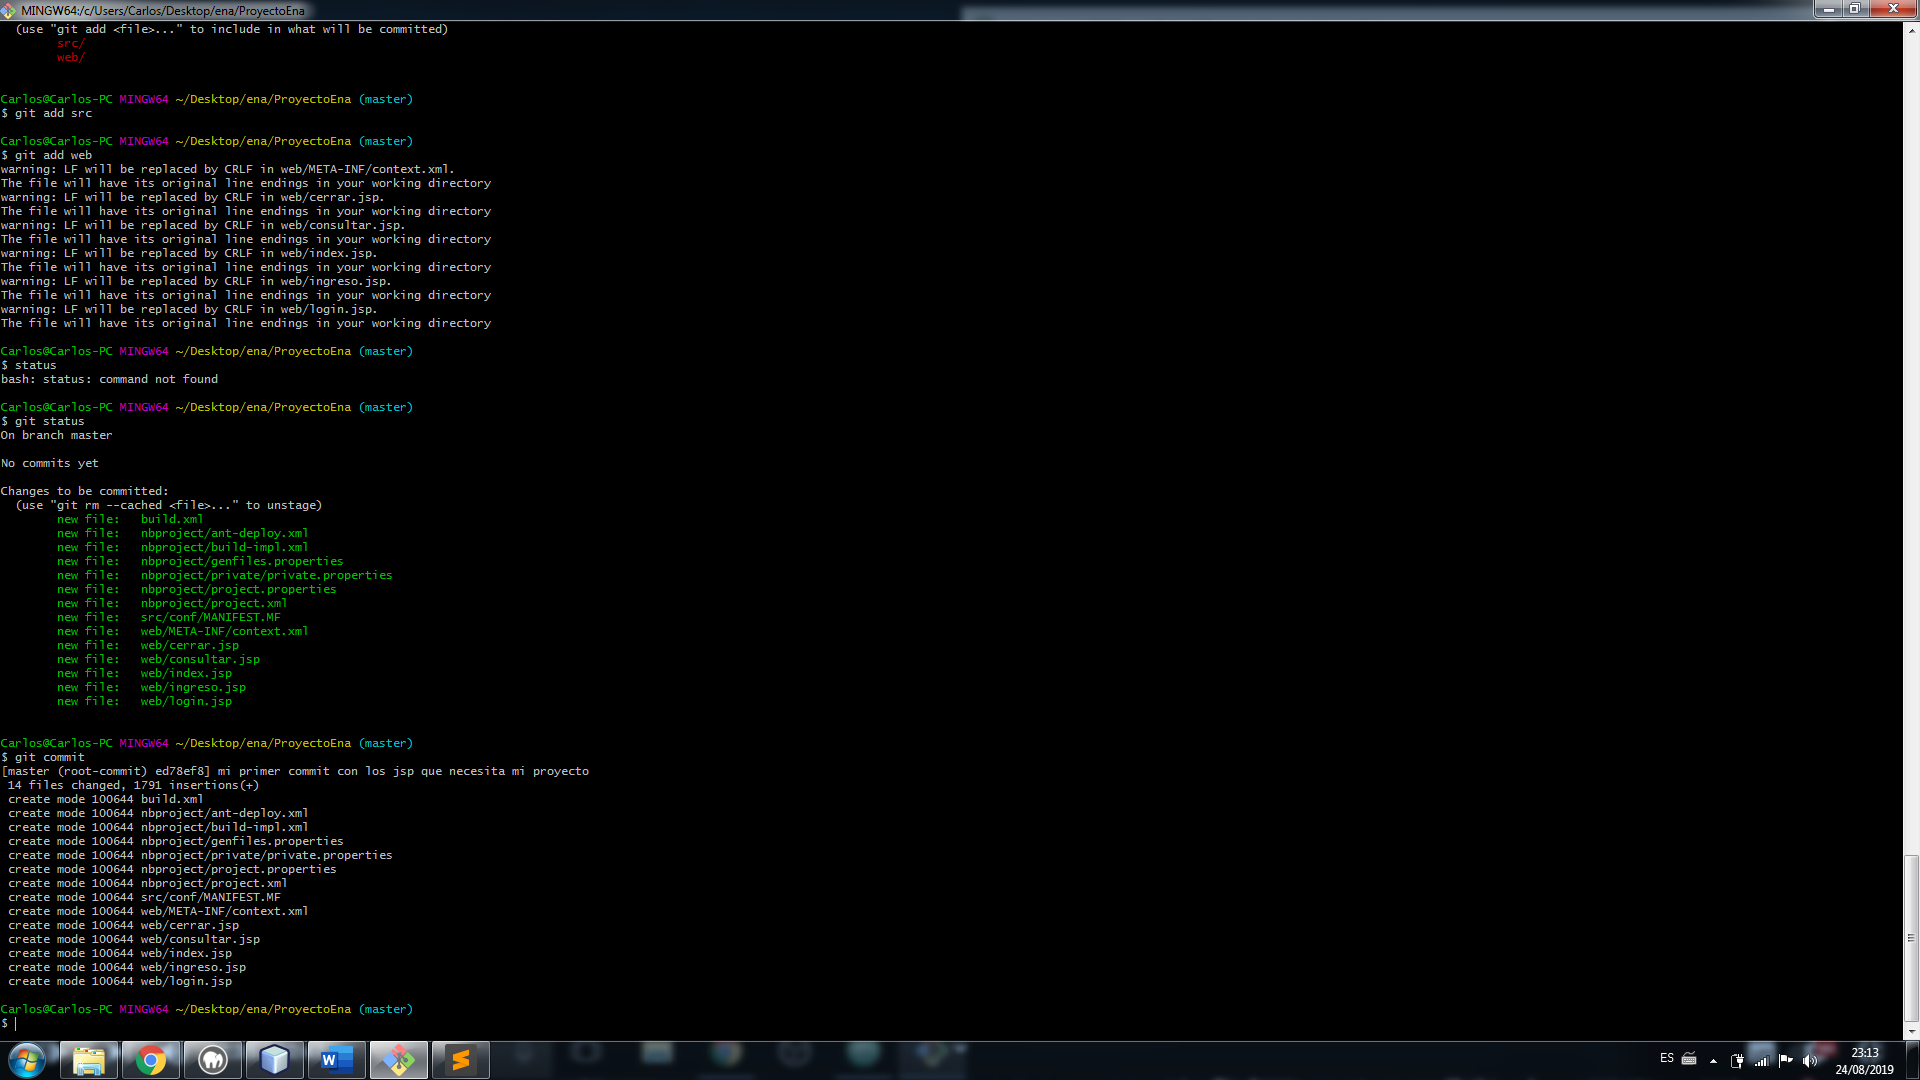 MINGW64:/c/Users/Carlos/Desktop/ena/ProyectoEna
(use "git add <file>..." to include in what will be committed)
src/
web/
Carlos@Carlos-PC MINGW64 ~/Desktop/ena/ProyectoEna (master)
$ git add src
Carlos@Carlos-PC MINGW64 ~/Desktop/ena/ProyectoEna (master)
$ git add web
warning: LF will be replaced by CRLF in web/META-INF/context.xml.
The file will have its original line endings in your working directory
warning: LF will be replaced by CRLF in web/cerrar.jsp.
The file will have its original line endings in your working directory
warning: LF will be replaced by CRLF in web/consultar.jsp.
The file will have its original line endings in your working directory
warning: LF will be replaced by CRLF in web/index.jsp.
The file will have its original line endings in your working directory
warning: LF will be replaced by CRLF in web/ingreso.jsp.
The file will have its original line endings in your working directory
warning: LF will be replaced by CRLF in web/login.jsp.
The file will have its original line endings in your working directory
Carlos@Carlos-PC MINGW64 ~/Desktop/ena/ProyectoEna (master)
$ status
bash: status: command not found
Carlos@Carlos-PC MINGW64 ~/Desktop/ena/ProyectoEna (master)
$ git status
On branch master
No commits yet
Changes to be committed:
(use "git rm --cached <file>..." to unstage)
new file:   build.xml
new file:   nbproject/ant-deploy.xml
new file:   nbproject/build-impl.xml
new file:   nbproject/genfiles.properties
new file:   nbproject/private/private.properties
new file:   nbproject/project.properties
new file:   nbproject/project.xml
new file:   src/conf/MANIFEST.MF
new file:   web/META-INF/context.xml
new file:   web/cerrar.jsp
new file:   web/consultar.jsp
new file:   web/index.jsp
new file:   web/ingreso.jsp
new file:   web/login.jsp
Carlos@Carlos-PC MINGW64 ~/Desktop/ena/ProyectoEna (master)
$ git commit
[master (root-commit) ed78ef8] mi primer commit con los jsp que necesita mi proyecto
14 files changed, 1791 insertions(+)
create mode 100644 build.xml
create mode 100644 nbproject/ant-deploy.xml
create mode 100644 nbproject/build-impl.xml
create mode 100644 nbproject/genfiles.properties
create mode 100644 nbproject/private/private.properties
create mode 100644 nbproject/project.properties
create mode 100644 nbproject/project.xml
create mode 100644 src/conf/MANIFEST.MF
create mode 100644 web/META-INF/context.xml
create mode 100644 web/cerrar.jsp
create mode 100644 web/consultar.jsp
create mode 100644 web/index.jsp
create mode 100644 web/ingreso.jsp
create mode 100644 web/login.jsp
Carlos@Carlos-PC MINGW64 ~/Desktop/ena/ProyectoEna (master)
$
W
ES
23:13
24/08/2019